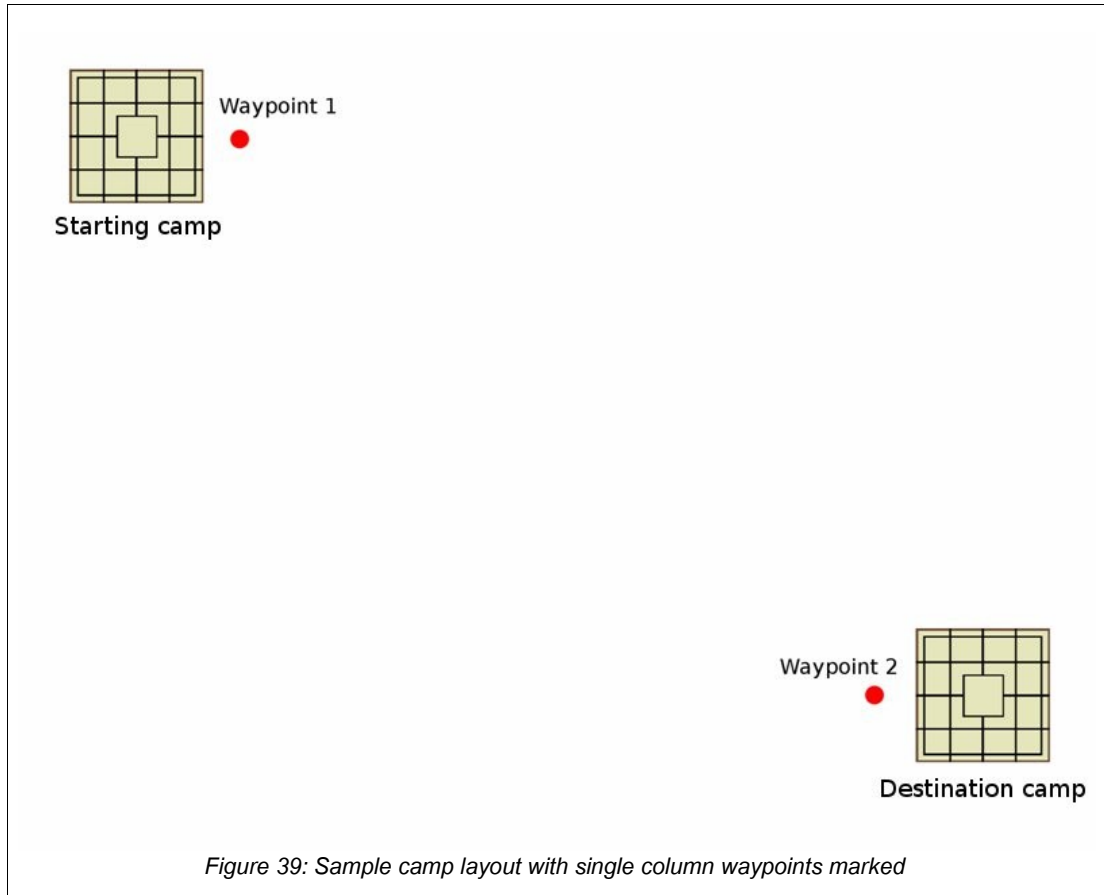 Waypoint 1
Starting camp
Waypoint 2
Destination camp
Figure 39: Sample camp layout with single column waypoints marked